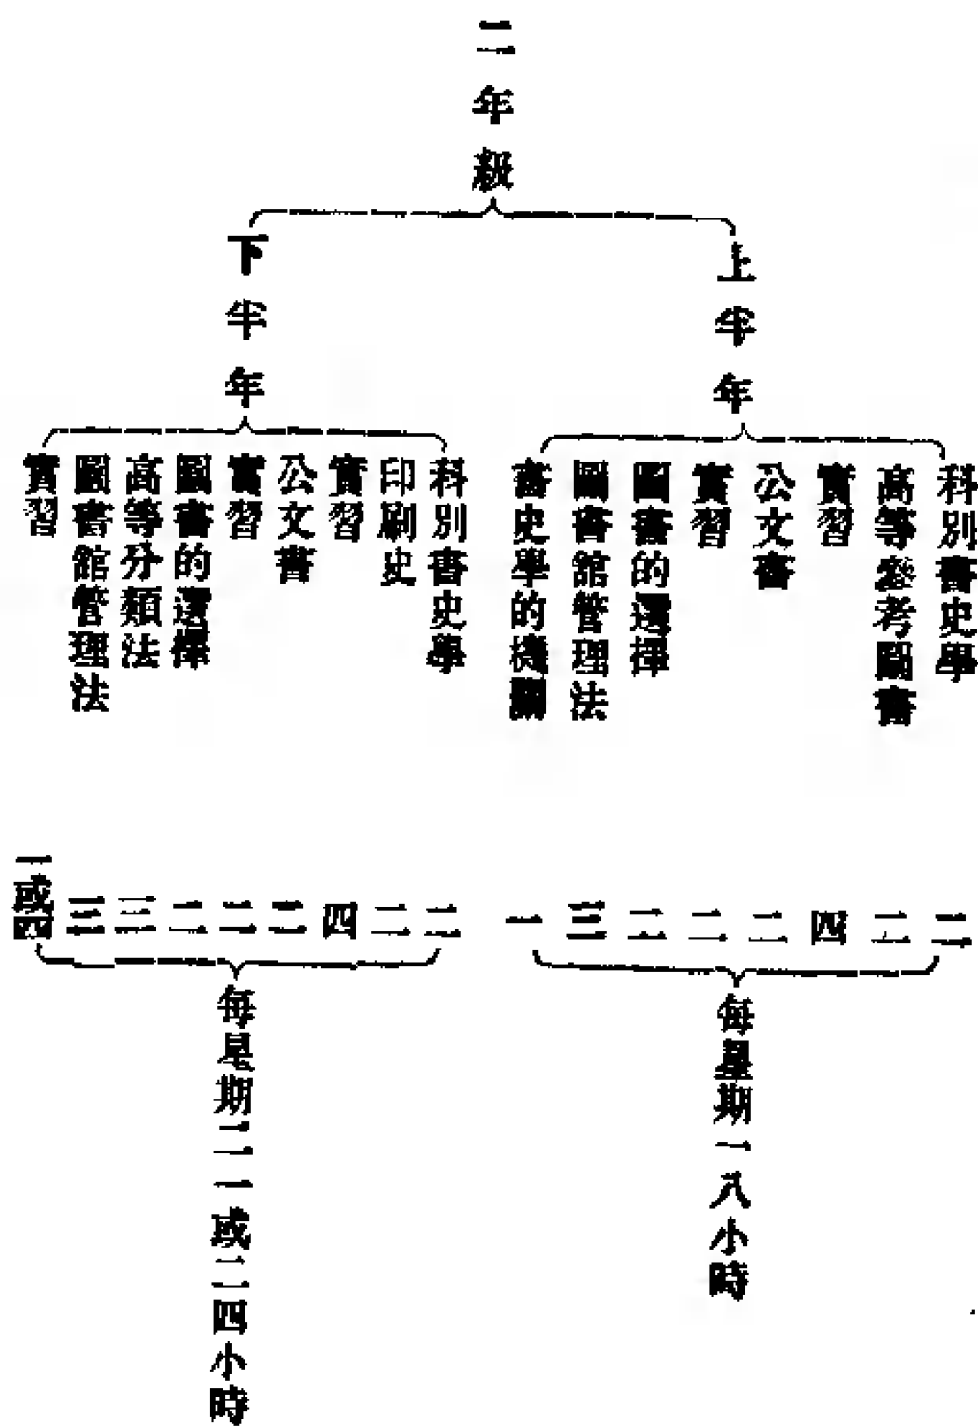 二年級
上半年
科別書史學
高等參考圖書
實習
公文書
實習
圖書的選擇
圖書館管理法
書史學的機關
二
二
四
二
二
二
三
一
每星期一八小時
下半年
科別書史學
印刷史
實習
公文書
實習
圖書的選擇
高等分類法
圖書館管理法
實習
二
二
四
二
二
二
三
三
一或四
每星期二一或二四小時